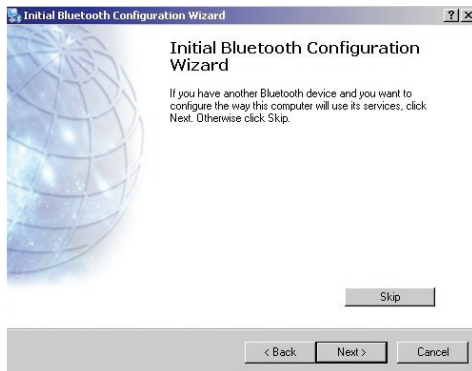 Initial Bluetooth Configuration Wizard
Initial Bluetooth Configuration
Wizard
If you have another Bluetooth device and you want to
configure the way this computer will use its services, click
Next. Otherwise click Skip.
Skip
< Back Next > Cancel